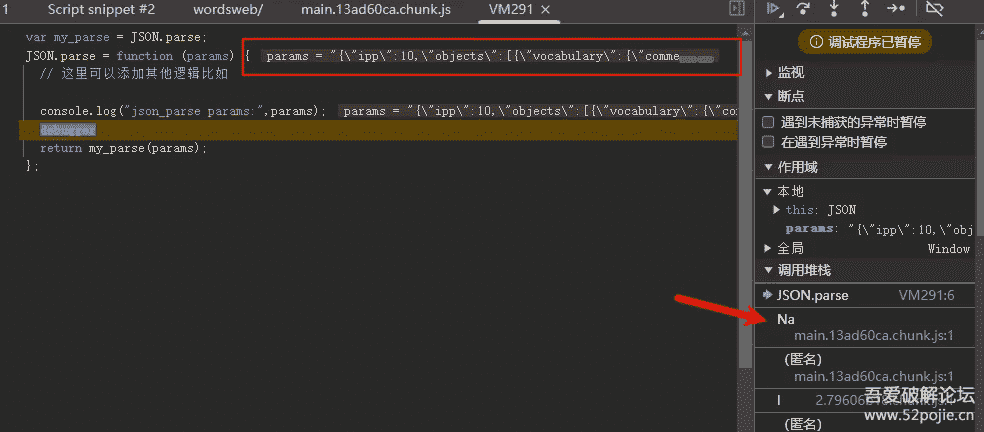 1 Script snippet #2 wordsweb/ main.13ad60ca.chunk.js VM291 ×
var my_parse = JSON.parse;
JSON.parse = function (params) { params = "{\"ipp\":10,\"objects\":[{\"vocabulary\":{\"comme
// 这里可以添加其他逻辑比如
console.log("json_parse params:",params); params = "{\"ipp\":10,\"objects\":[{\"vocabulary\":{\"co
debugger
return my_parse(params);
};
调试程序已暂停
监视
断点
遇到未捕获的异常时暂停
在遇到异常时暂停
作用域
本地
this: JSON
params: "{\"ipp\":10,\"obj
全局 Window
调用堆栈
JSON.parse VM291:6
Na
main.13ad60ca.chunk.js:1
(匿名)
main.13ad60ca.chunk.js:1
l
(匿名)
吾爱破解论坛
www.52pojie.cn